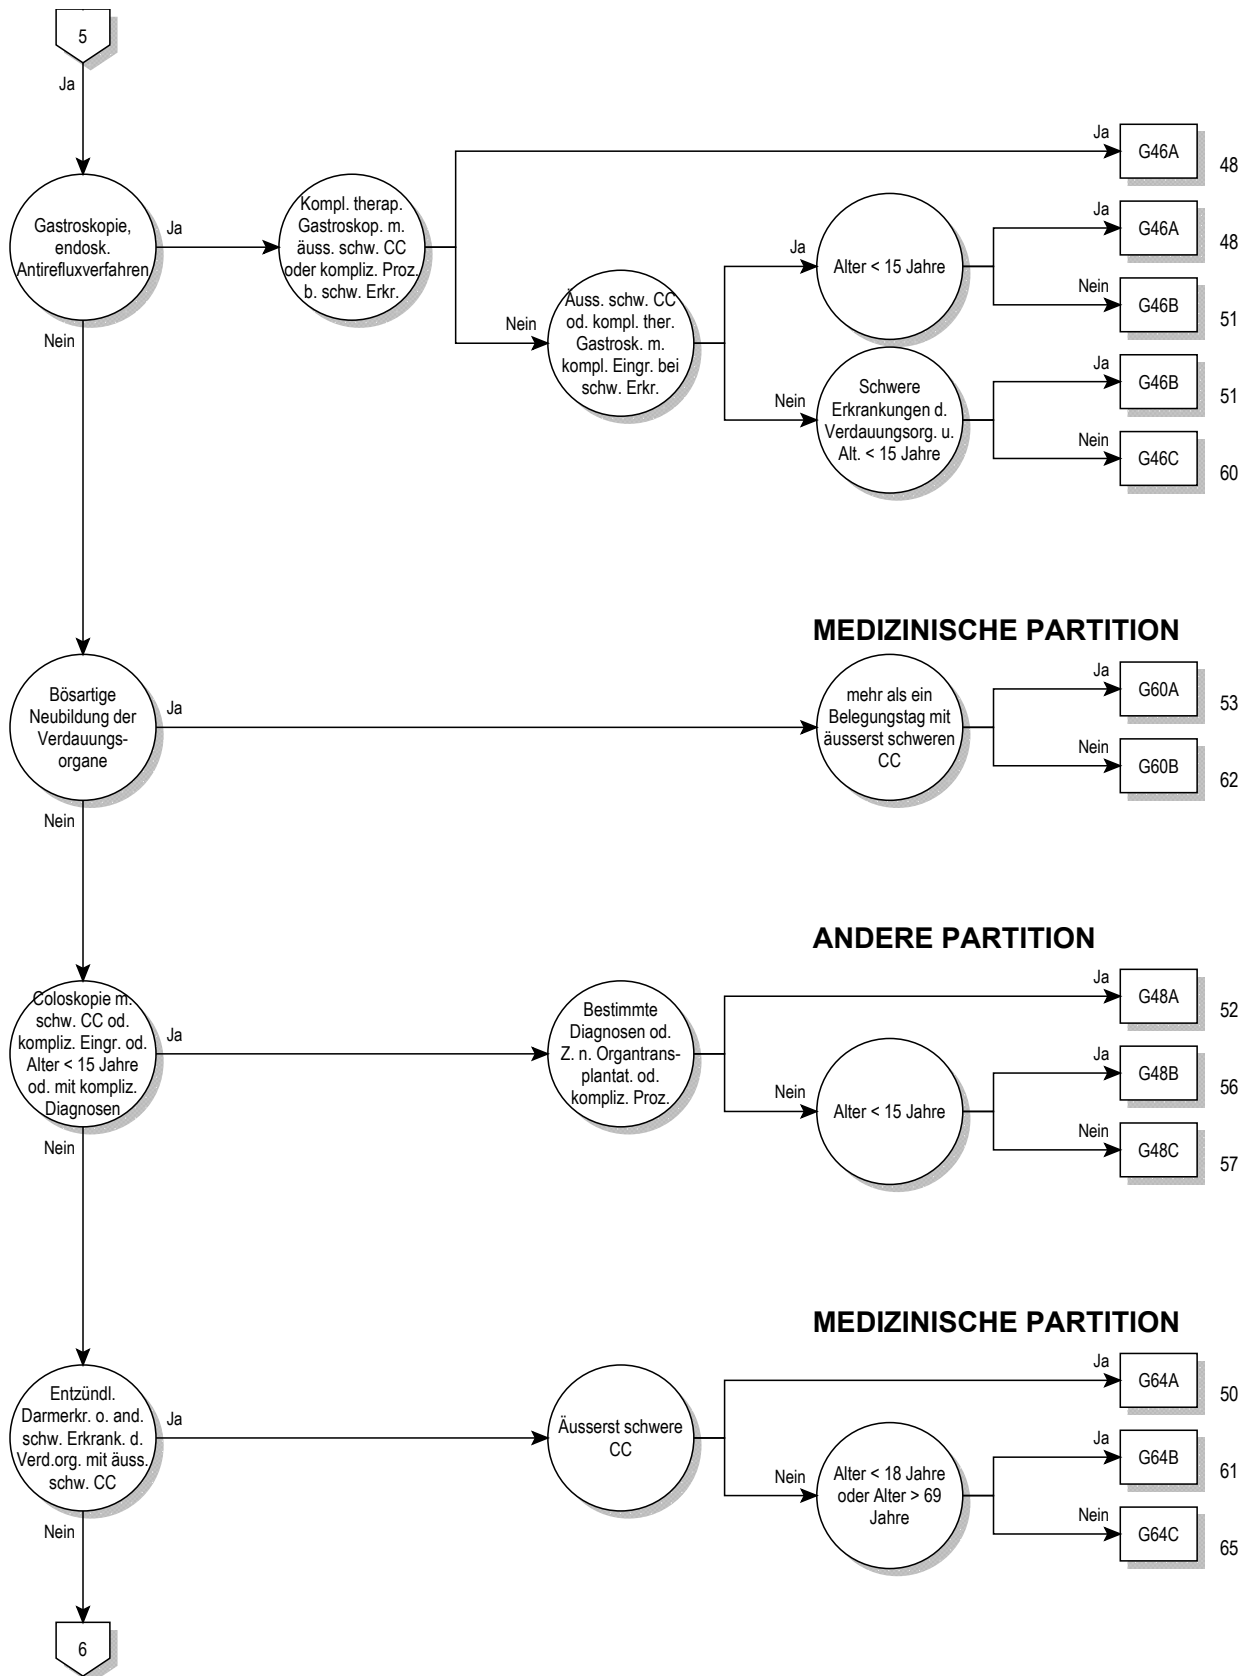 5
Ja
Gastroskopie,
endosk.
Antirefluxverfahren
Ja
Nein
Kompl. therap.
Gastroskop. m.
äuss. schw. CC
oder kompliz. Proz.
b. schw. Erkr.
Ja
G46A
48
Nein
Äuss. schw. CC
od. kompl. ther.
Gastrosk. m.
kompl. Eingr. bei
schw. Erkr.
Ja
Alter < 15 Jahre
Ja
G46A
48
Nein
G46B
51
Nein
Schwere
Erkrankungen d.
Verdauungsorg. u.
Alt. < 15 Jahre
Ja
G46B
51
Nein
G46C
60
MEDIZINISCHE PARTITION
Bösartige
Neubildung der
Verdauungs-
organe
Ja
Nein
mehr als ein
Belegungstag mit
äusserst schweren
CC
Ja
G60A
53
Nein
G60B
62
ANDERE PARTITION
Coloskopie m.
schw. CC od.
kompliz. Eingr. od.
Alter < 15 Jahre
od. mit kompliz.
Diagnosen
Ja
Nein
Bestimmte
Diagnosen od.
Z. n. Organtrans-
plantat. od.
kompliz. Proz.
Ja
G48A
52
Nein
Alter < 15 Jahre
Ja
G48B
56
Nein
G48C
57
MEDIZINISCHE PARTITION
Entzündl.
Darmerkr. o. and.
schw. Erkrank. d.
Verd.org. mit äuss.
schw. CC
Ja
Nein
Äusserst schwere
CC
Ja
G64A
50
Nein
Alter < 18 Jahre
oder Alter > 69
Jahre
Ja
G64B
61
Nein
G64C
65
6